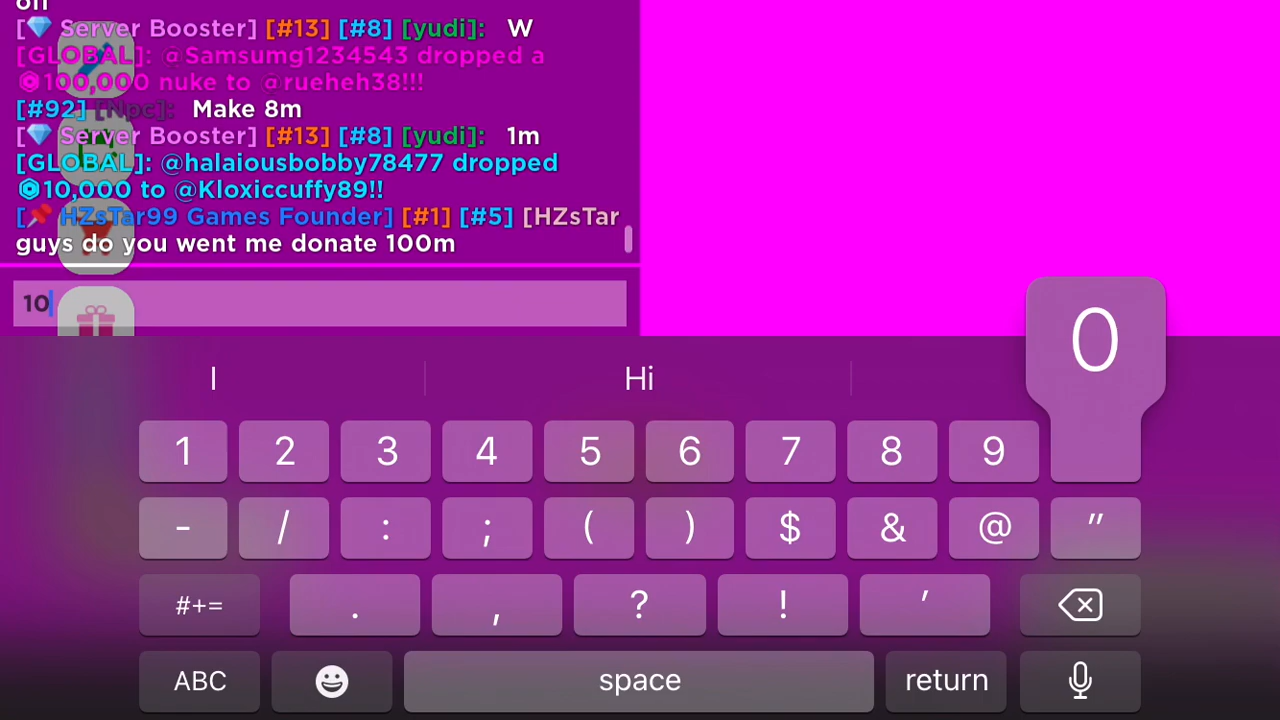 [💎 Server Booster] [#13] [#8] [yudi]: W
[GLOBAL]: @Samsumg1234543 dropped a
100,000 nuke to @rueheh38!!!
[#92] [Npc]: Make 8m
[💎 Server Booster] [#13] [#8] [yudi]: 1m
[GLOBAL]: @halaiousbobby78477 dropped
10,000 to @Kloxiccuffy89!!
[📌 HZsTar99 Games Founder] [#1] [#5] [HZsTar
guys do you went me donate 100m
10
I Hi
0
1 2 3 4 5 6 7 8 9
- / : ; ( ) $ & @ "
#+= . , ? ! '
ABC space return